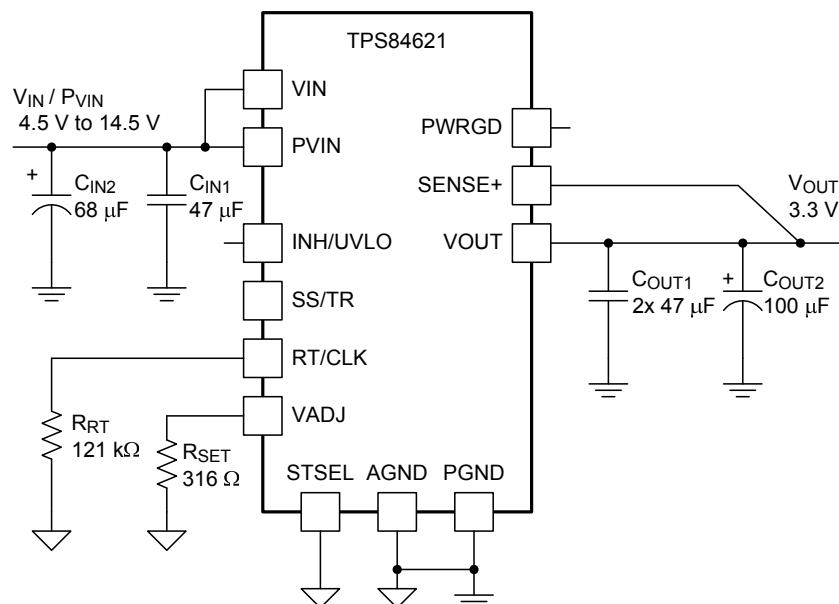 TPS84621
VIN
VIN / PVIN
4.5 V to 14.5 V
PWRGD
PVIN
+
CIN2
68 µF
CIN1
47 µF
SENSE+
VOUT
3.3 V
INH/UVLO
VOUT
COUT1
2x 47 µF
+
COUT2
100 µF
SS/TR
RT/CLK
VADJ
RRT
121 kΩ
RSET
316 Ω
STSEL AGND PGND